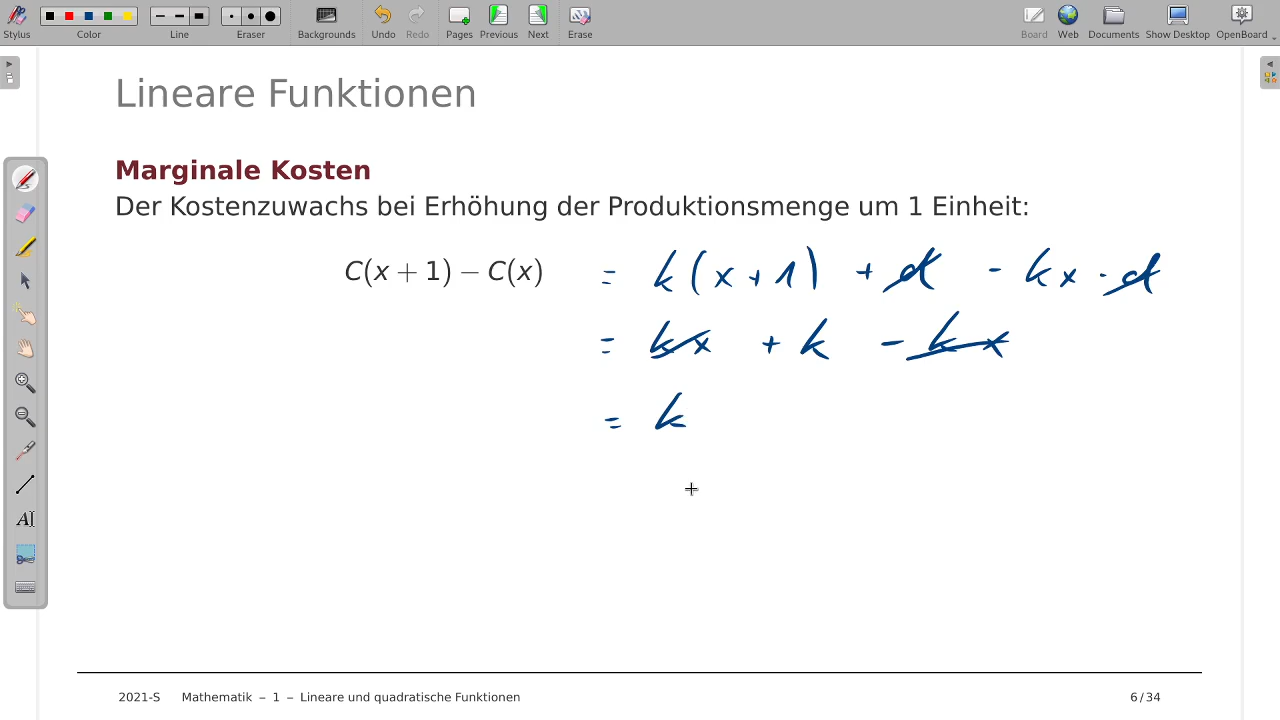 Stylus Color Line Eraser Backgrounds Undo Redo Pages Previous Next Erase Board Web Documents Show Desktop OpenBoard
Lineare Funktionen
Marginale Kosten
Der Kostenzuwachs bei Erhöhung der Produktionsmenge um 1 Einheit:
C(x + 1) − C(x) = k(x+1) + d - kx - d
= kx + k - kx
= k
2021-S Mathematik – 1 – Lineare und quadratische Funktionen 6/34